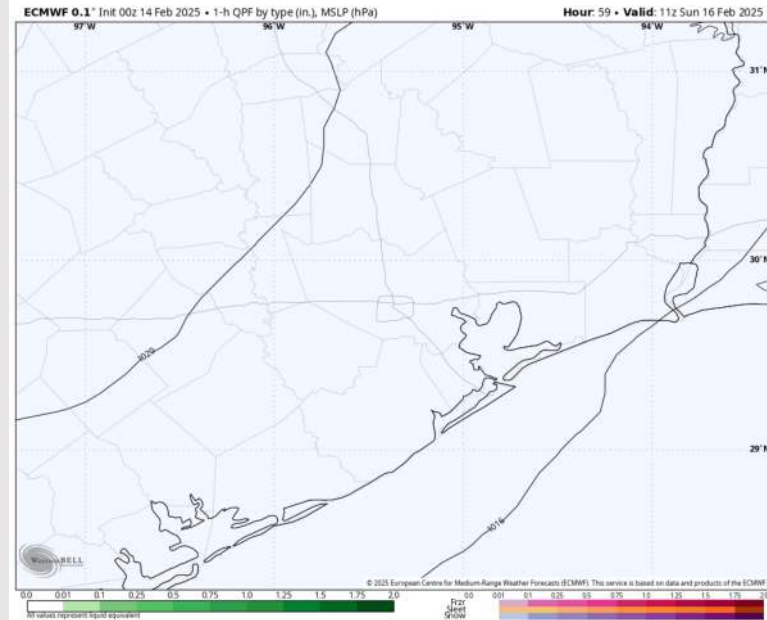 ECMWF 0.1° Init 00z 14 Feb 2025 • 1-h QPF by type (in.), MSLP (hPa)
Hour: 59 • Valid: 11z Sun 16 Feb 2025
97°W 96°W 95°W 94°W
31°N
30°N
1020
29°N
1016
WeatherBELL
© 2025 European Centre for Medium-Range Weather Forecasts (ECMWF). This service is based on data and products of the ECMWF
0.0 0.01 0.1 0.25 0.5 0.75 1.0 1.25 1.5 1.75 2.0
All values represent liquid equivalent
0.0 0.01 0.1 0.25 0.5 0.75 1.0 1.25 1.5 1.75 2.0
Frzr
Sleet
Snow